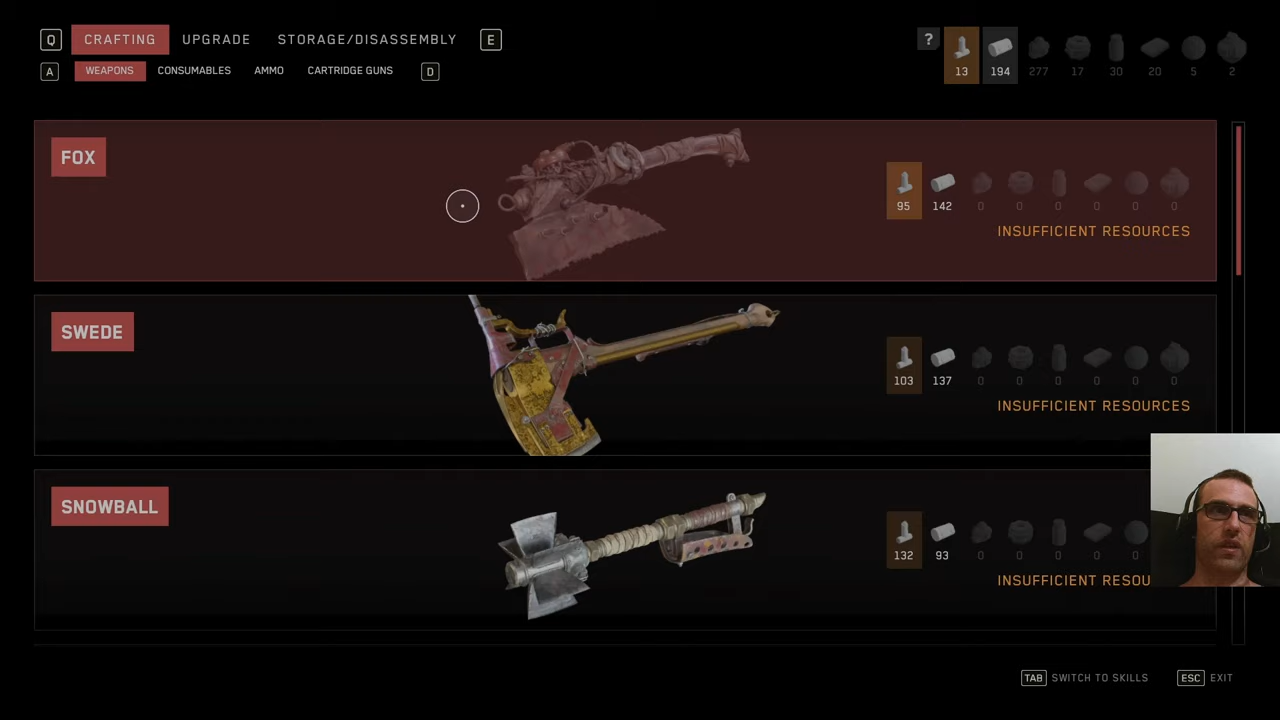 Q CRAFTING UPGRADE STORAGE/DISASSEMBLY E
A WEAPONS CONSUMABLES AMMO CARTRIDGE GUNS D
?
13 194 277 17 30 20 5 2
FOX
95 142 0 0 0 0 0 0
INSUFFICIENT RESOURCES
SWEDE
103 137 0 0 0 0 0 0
INSUFFICIENT RESOURCES
SNOWBALL
132 93 0 0 0 0 0
INSUFFICIENT RESOU
TAB SWITCH TO SKILLS ESC EXIT